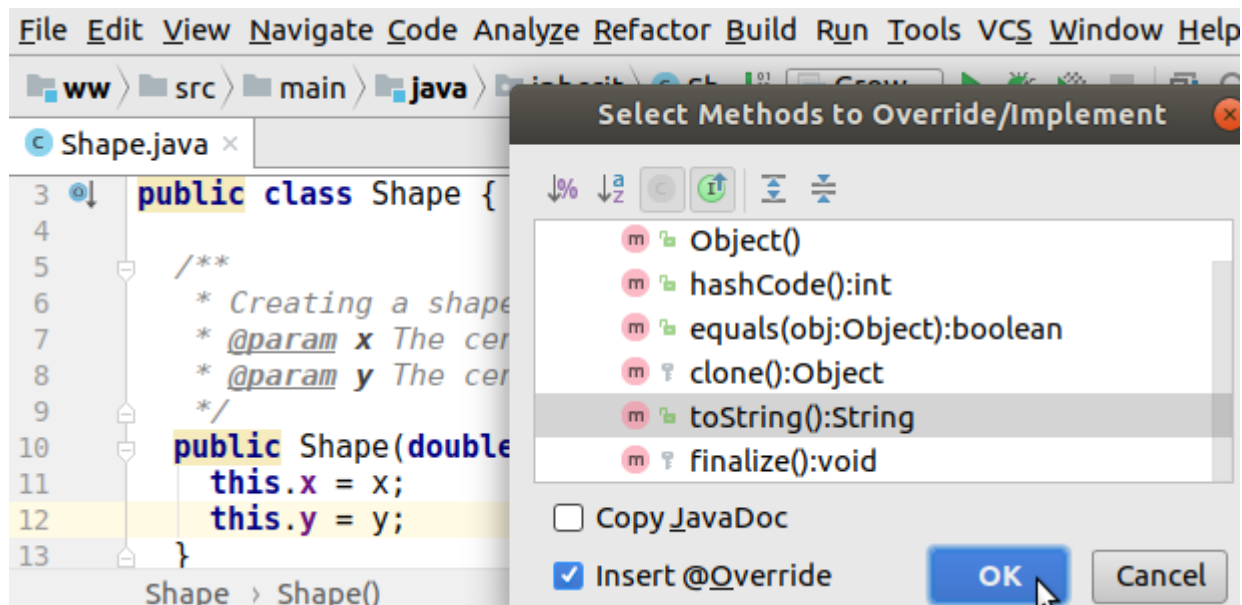 File Edit View Navigate Code Analyze Refactor Build Run Tools VCS Window Help
ww src main java
Select Methods to Override/Implement
Shape.java
3 public class Shape {
4
5 /**
6 * Creating a shape
7 * @param x The cen
8 * @param y The cen
9 */
10 public Shape(double
11 this.x = x;
12 this.y = y;
13 }
Shape › Shape()
Object()
hashCode():int
equals(obj:Object):boolean
clone():Object
toString():String
finalize():void
Copy JavaDoc
Insert @Override
OK Cancel